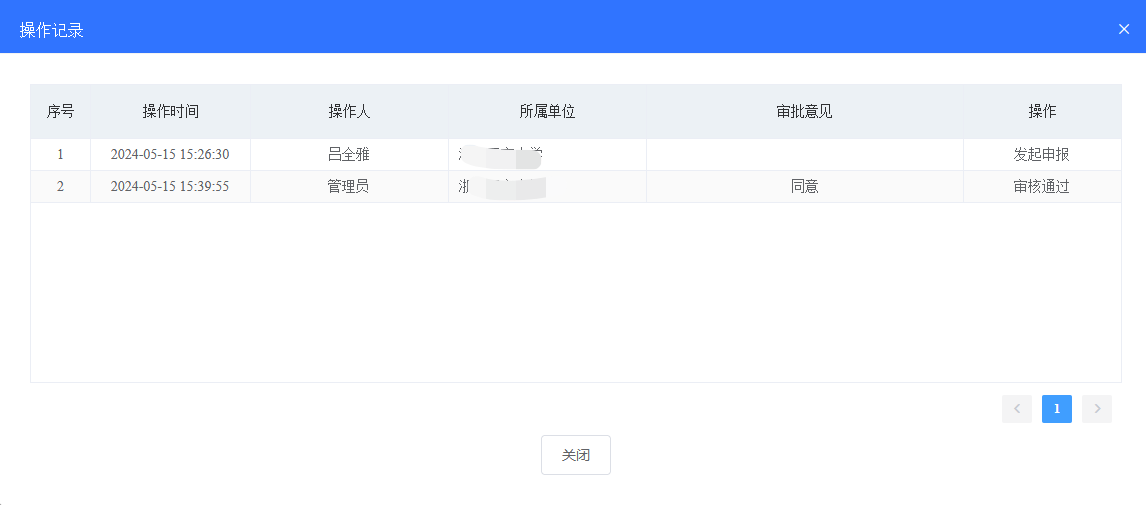 操作记录
序号 操作时间 操作人 所属单位 审批意见 操作
1 2024-05-15 15:26:30 吕全雅 发起申报
2 2024-05-15 15:39:55 管理员 浙 同意 审核通过
1
关闭